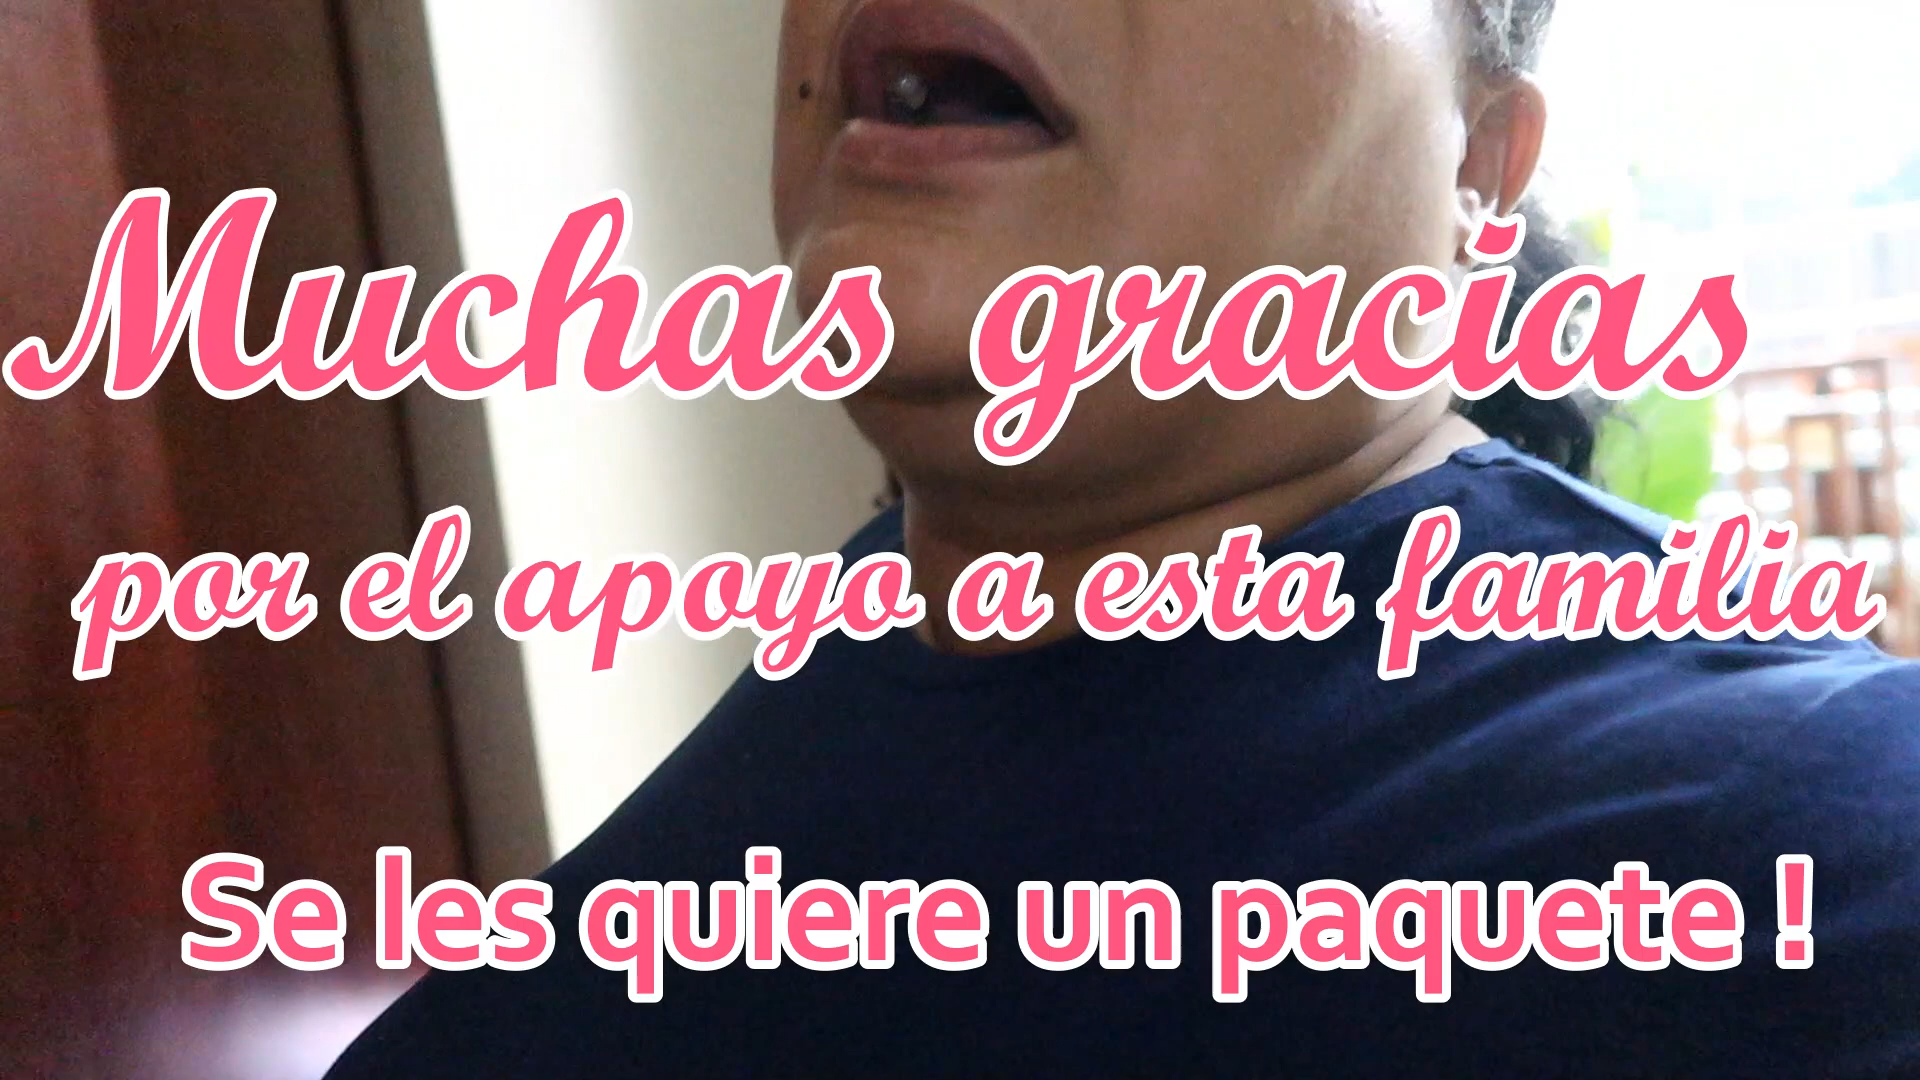 Muchas gracias
por el apoyo a esta familia
Se les quiere un paquete !